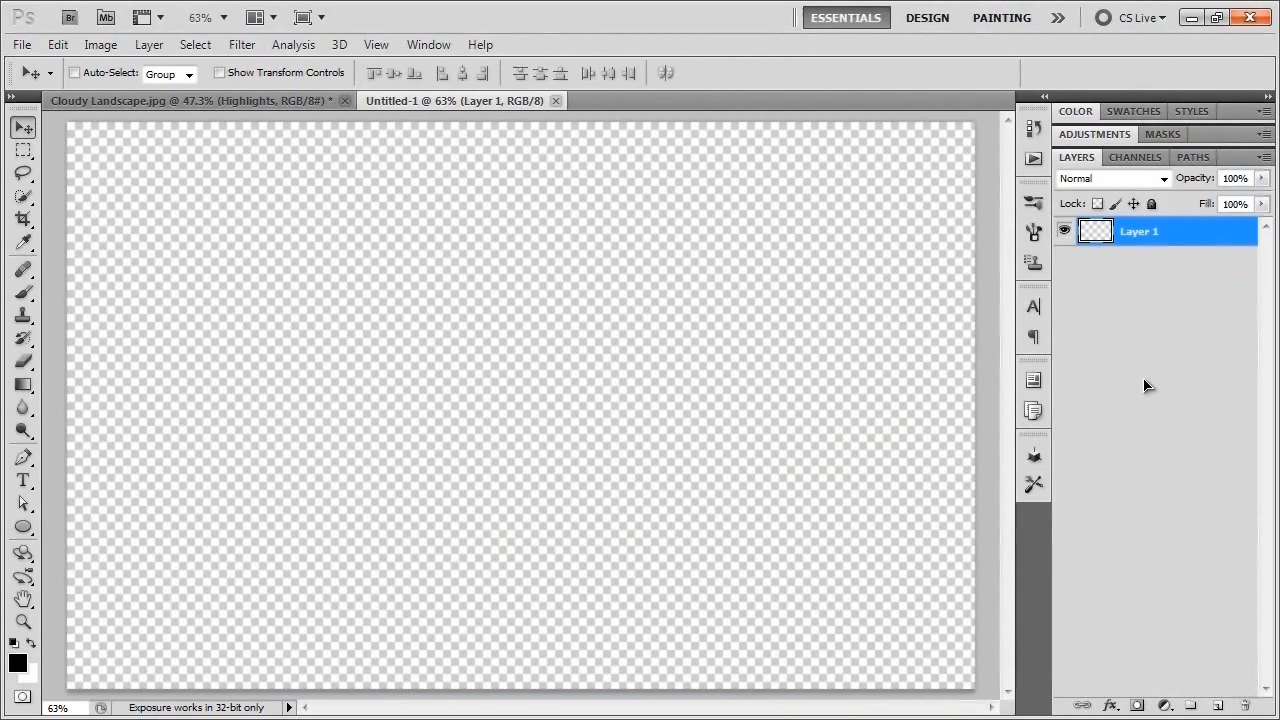 Ps Br Mb 63% ESSENTIALS DESIGN PAINTING CS Live
File Edit Image Layer Select Filter Analysis 3D View Window Help
Auto-Select: Group Show Transform Controls
Cloudy Landscape.jpg @ 47.3% (Highlights, RGB/8#) * Untitled-1 @ 63% (Layer 1, RGB/8)
COLOR SWATCHES STYLES
ADJUSTMENTS MASKS
LAYERS CHANNELS PATHS
Normal Opacity: 100%
Lock: Fill: 100%
Layer 1
63% Exposure works in 32-bit only